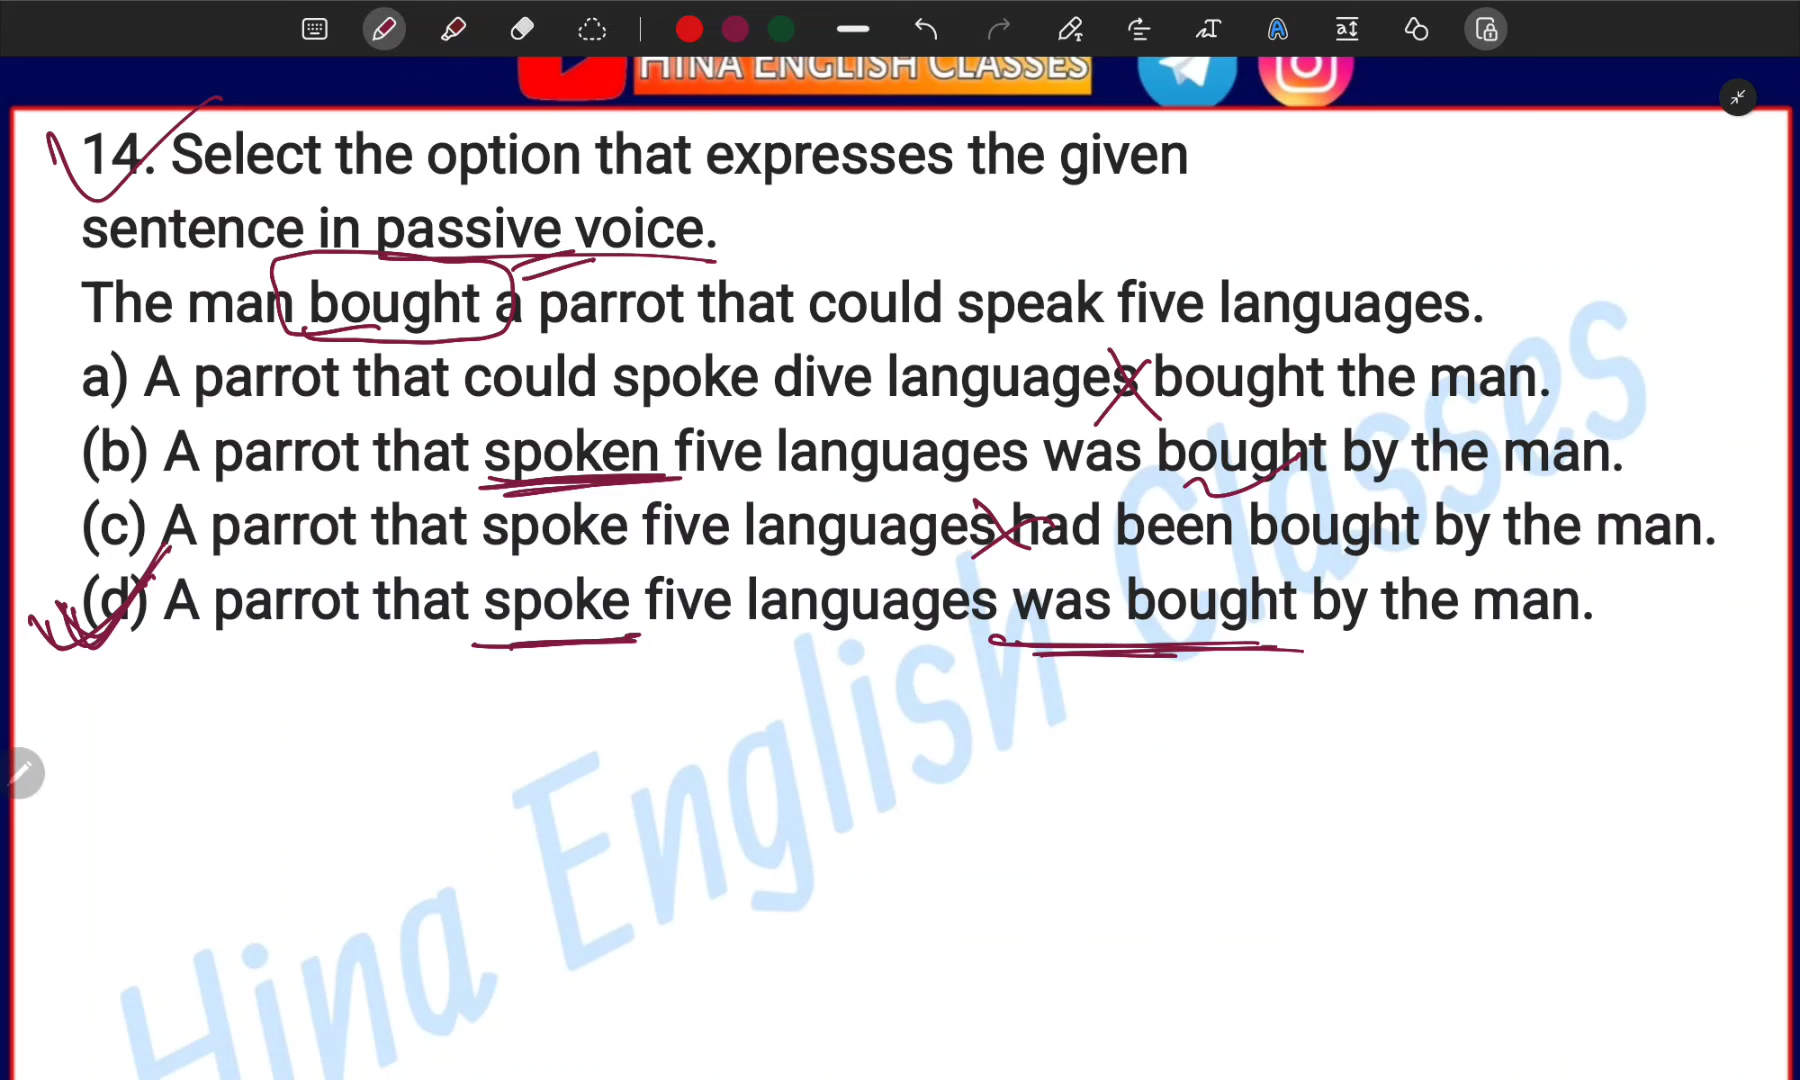 HINA ENGLISH CLASSES
14. Select the option that expresses the given
sentence in passive voice.
The man bought a parrot that could speak five languages.
a) A parrot that could spoke dive languages bought the man.
(b) A parrot that spoken five languages was bought by the man.
(c) A parrot that spoke five languages had been bought by the man.
(d) A parrot that spoke five languages was bought by the man.
Hina English Classes